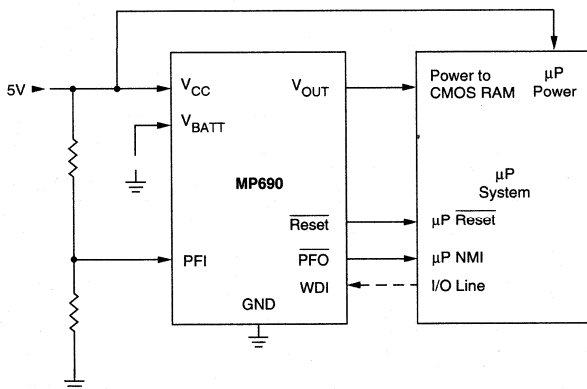 5V
VCC
VOUT
VBATT
MP690
Reset
PFI
PFO
WDI
GND
Power to
CMOS RAM
μP
Power
μP
System
μP Reset
μP NMI
I/O Line